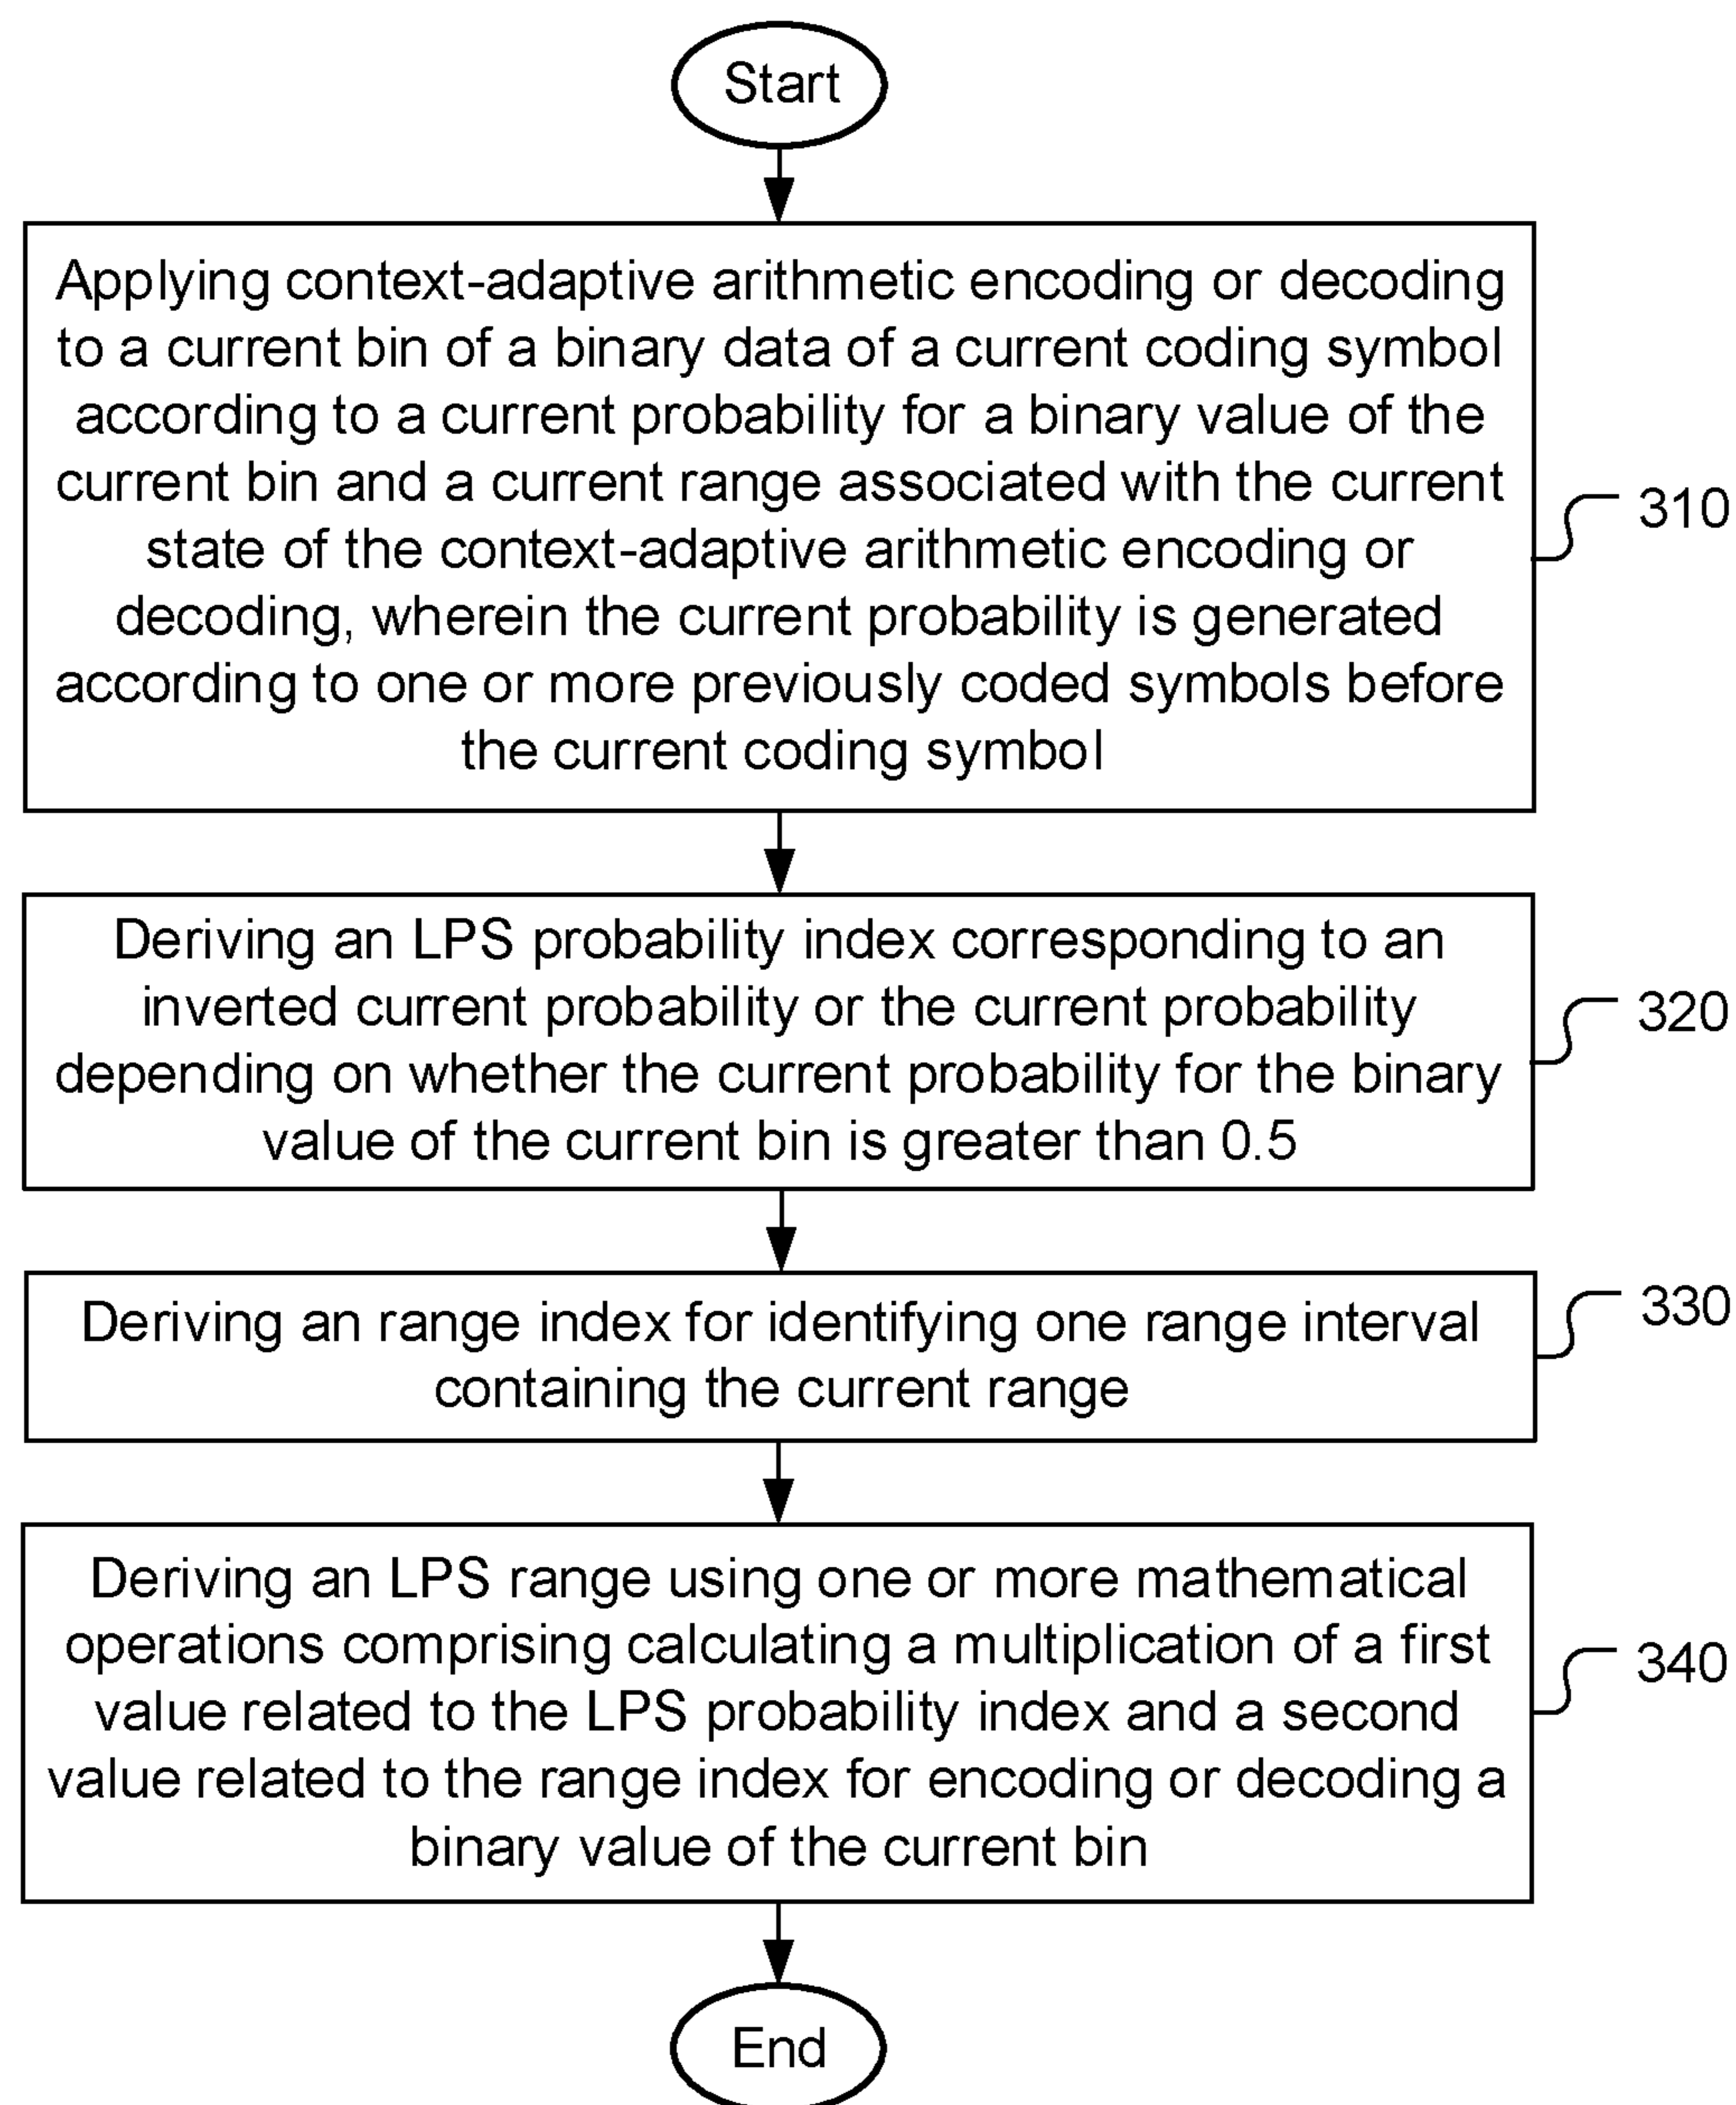 Start
Applying context-adaptive arithmetic encoding or decoding
to a current bin of a binary data of a current coding symbol
according to a current probability for a binary value of the
current bin and a current range associated with the current
state of the context-adaptive arithmetic encoding or
decoding, wherein the current probability is generated
according to one or more previously coded symbols before
the current coding symbol
310
Deriving an LPS probability index corresponding to an
inverted current probability or the current probability
depending on whether the current probability for the binary
value of the current bin is greater than 0.5
320
Deriving an range index for identifying one range interval
containing the current range
330
Deriving an LPS range using one or more mathematical
operations comprising calculating a multiplication of a first
value related to the LPS probability index and a second
value related to the range index for encoding or decoding a
binary value of the current bin
340
End